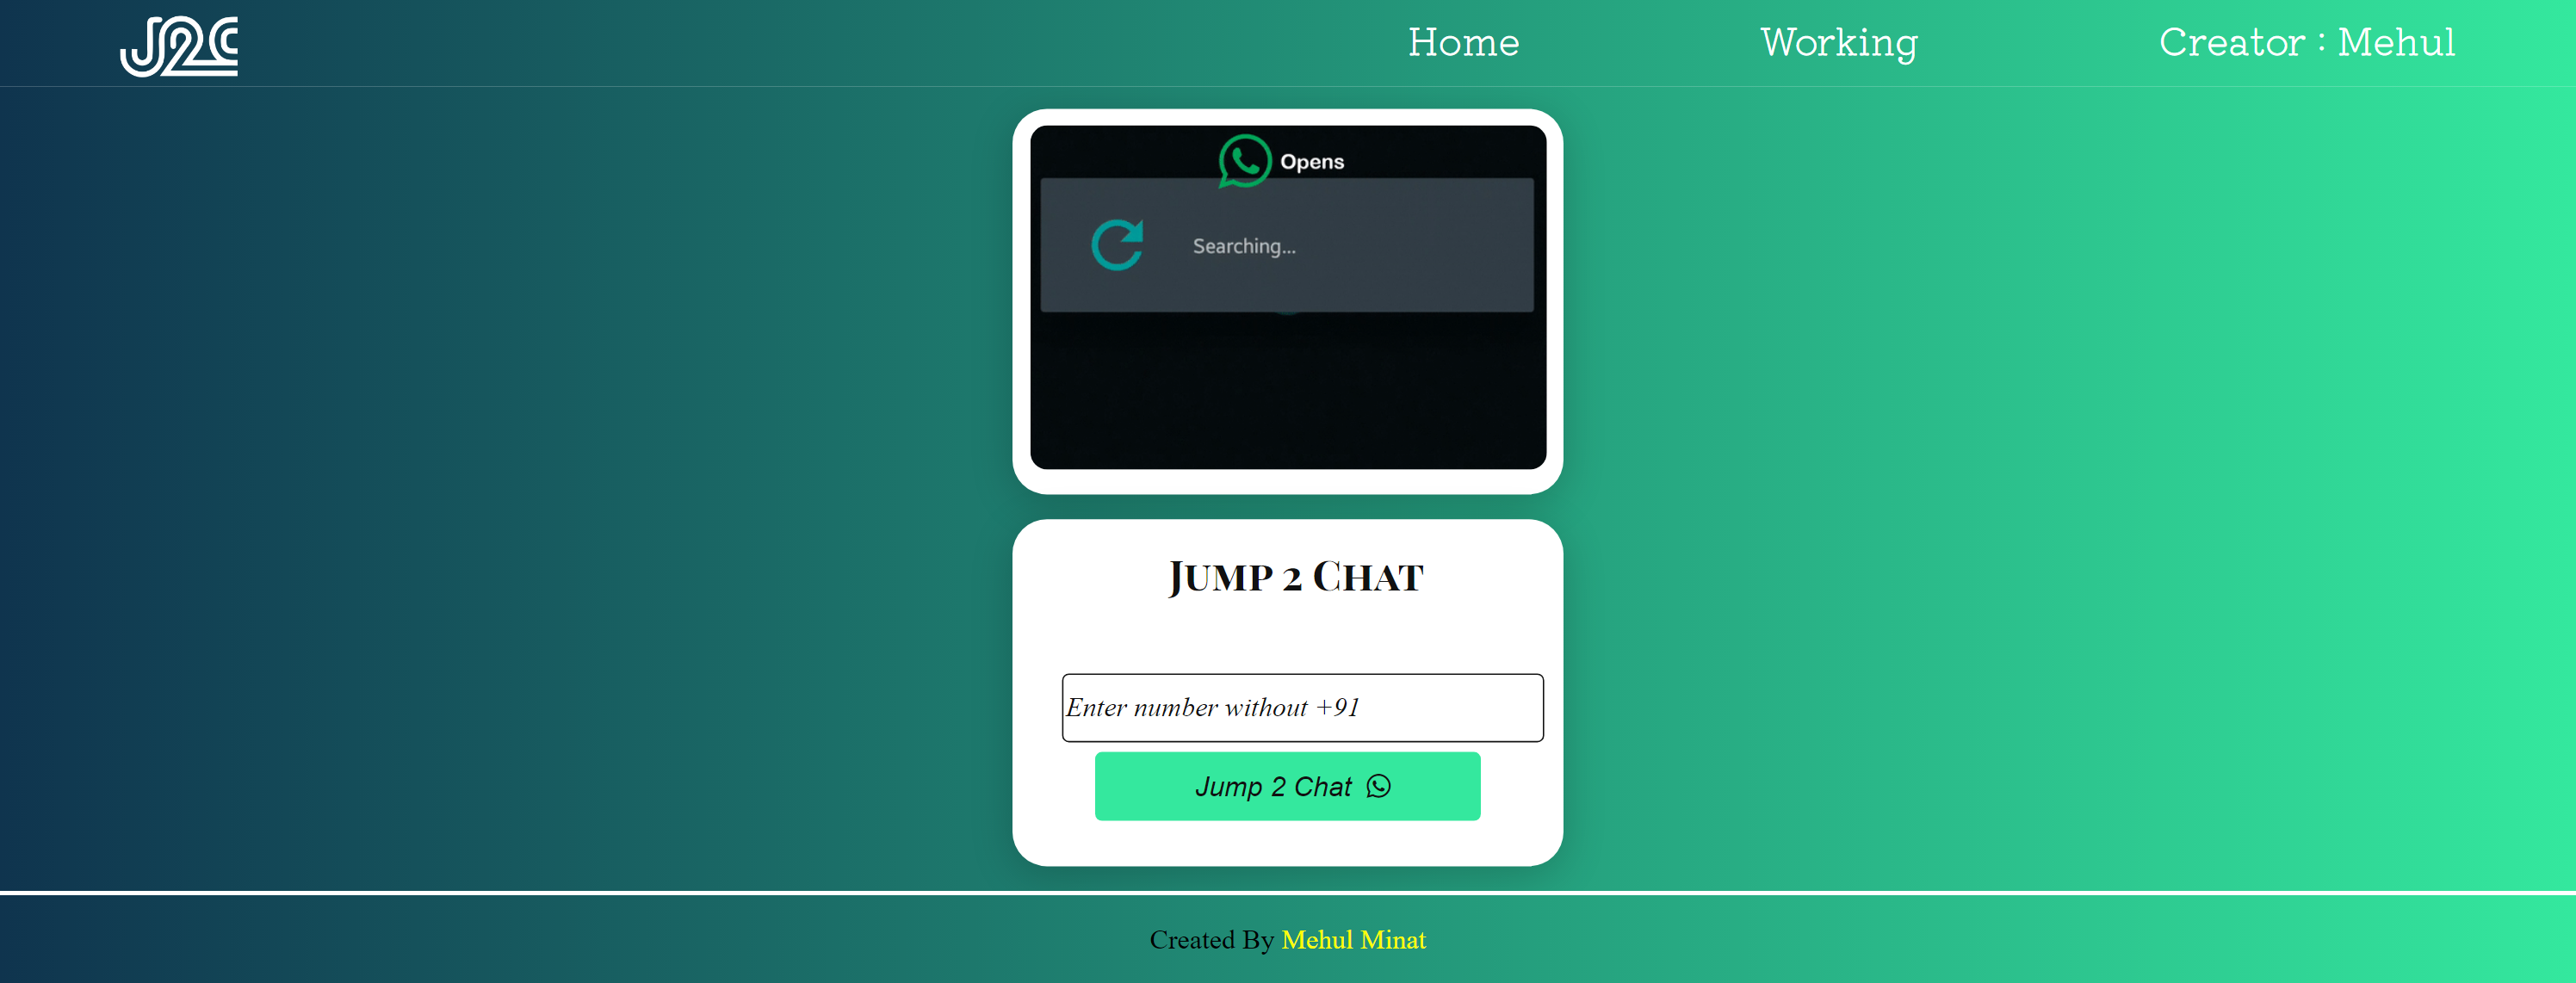 J2C
Home
Working
Creator : Mehul
Opens
Searching...
Jump 2 Chat
Enter number without +91
Jump 2 Chat
Created By Mehul Minat